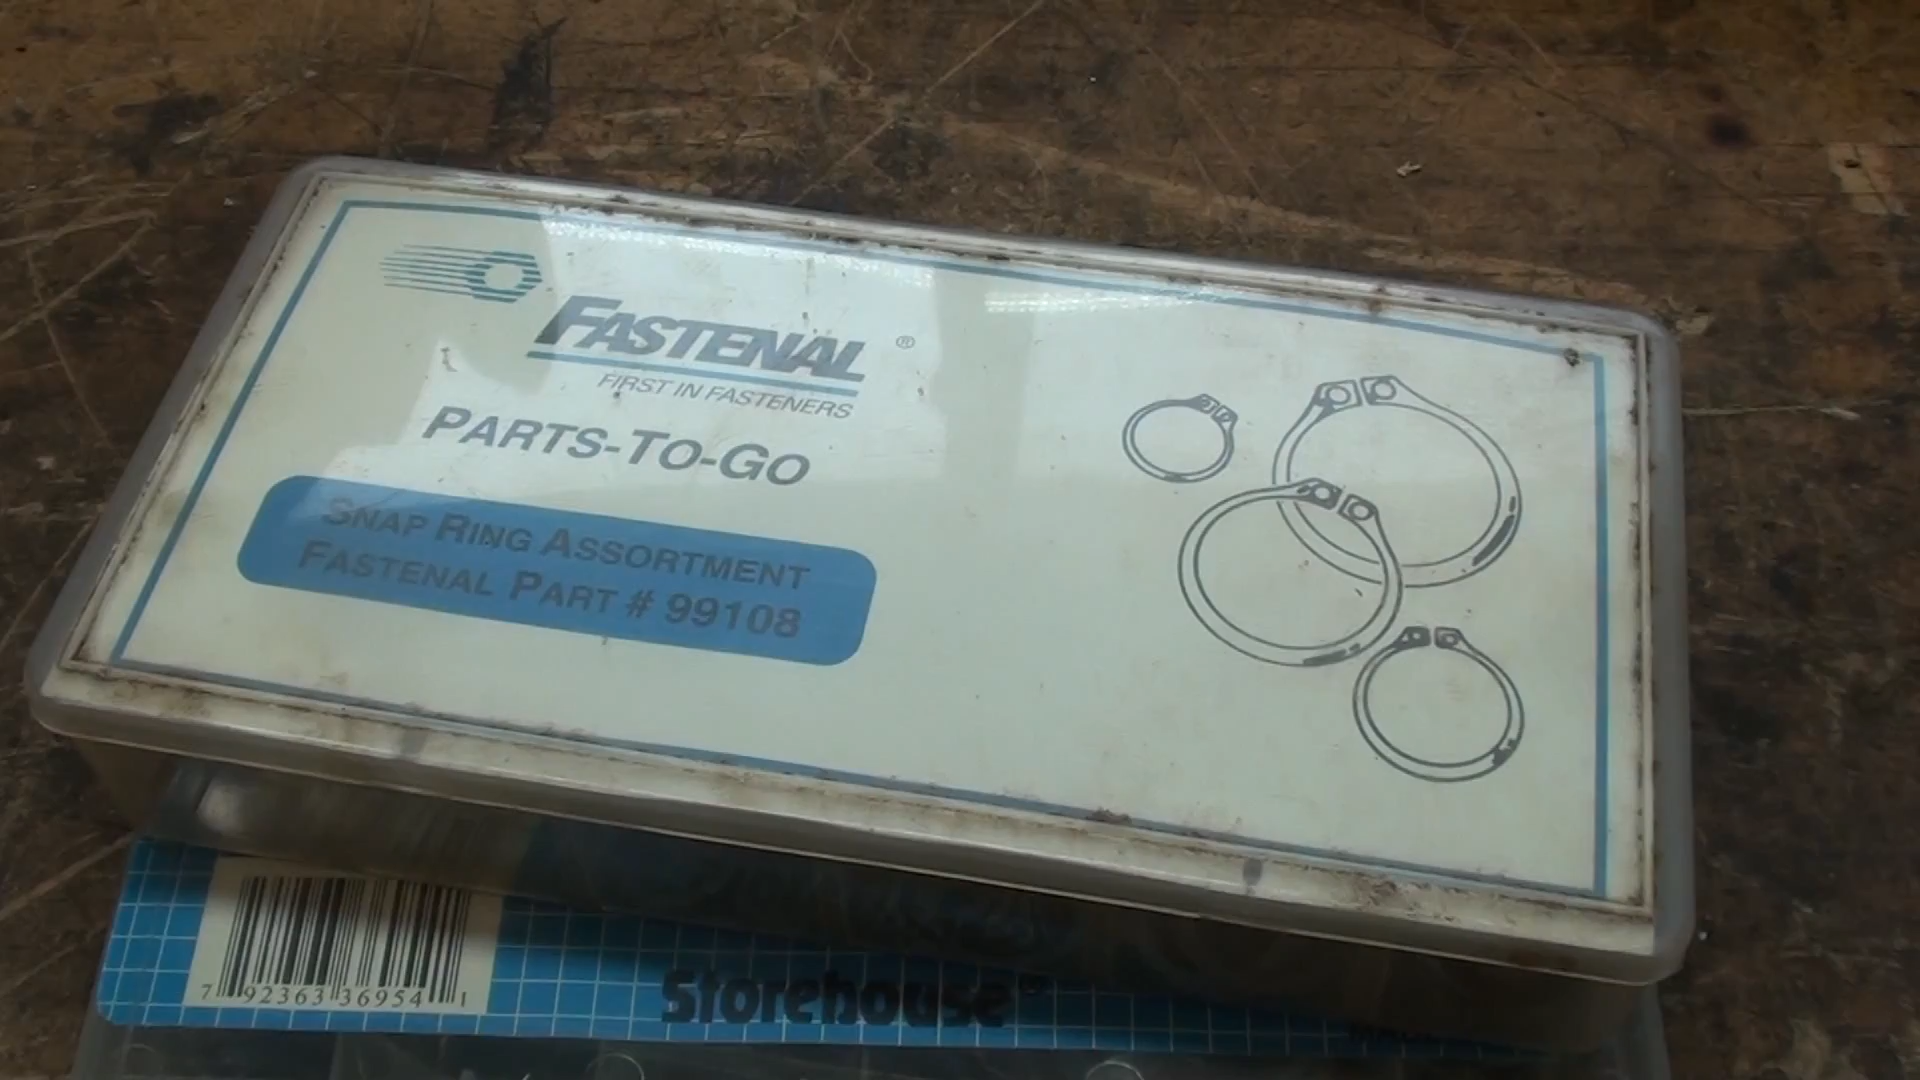 FASTENAL ®
FIRST IN FASTENERS
PARTS-TO-GO
SNAP RING ASSORTMENT
FASTENAL PART # 99108
7 92363 36954 1
Storehouse®